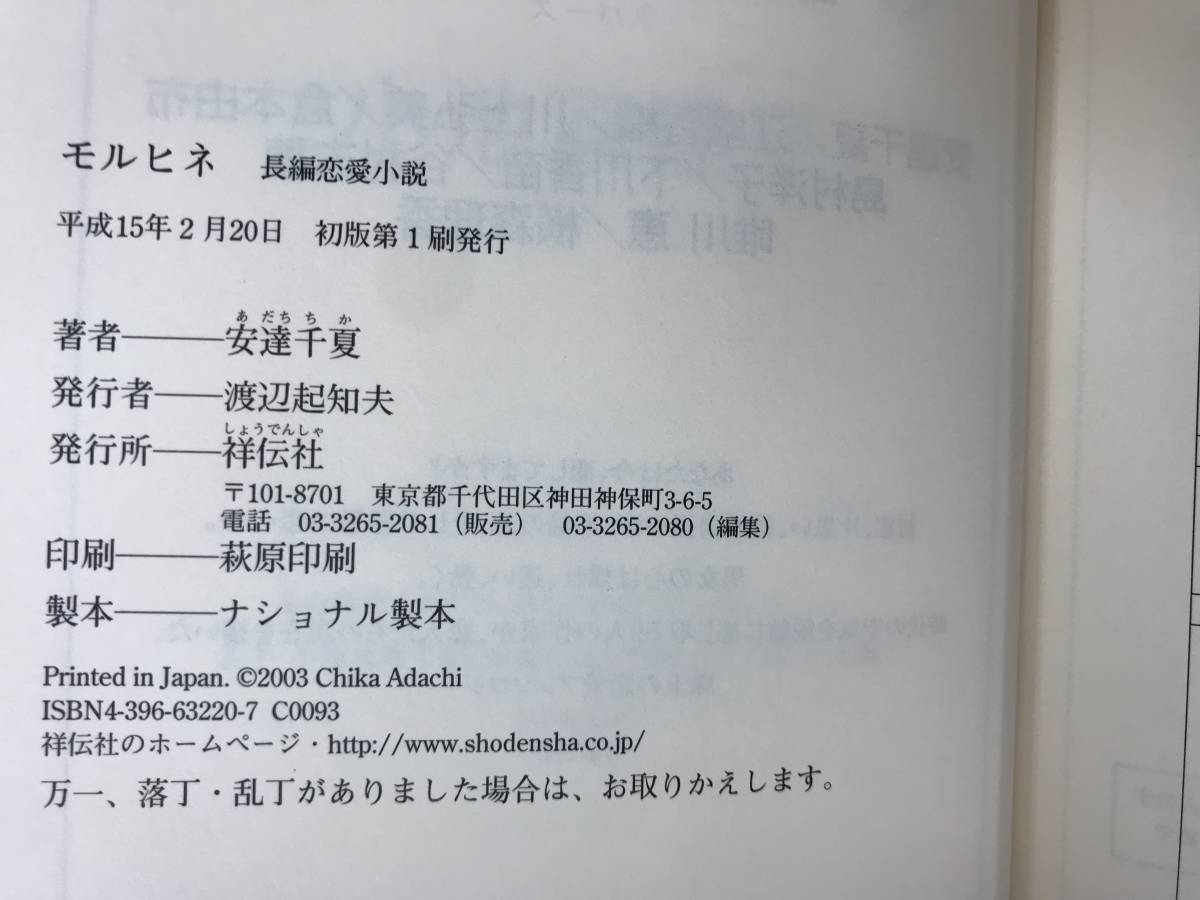 モルヒネ 長編恋愛小説
平成15年2月20日 初版第1刷発行
あだちちか
著者———安達千夏
発行者——渡辺起知夫
しょうでんしゃ
発行所——祥伝社
〒101-8701 東京都千代田区神田神保町3-6-5
電話 03-3265-2081（販売） 03-3265-2080（編集）
印刷———萩原印刷
製本———ナショナル製本
Printed in Japan. ©2003 Chika Adachi
ISBN4-396-63220-7 C0093
祥伝社のホームページ・http://www.shodensha.co.jp/
万一、落丁・乱丁がありました場合は、お取りかえします。